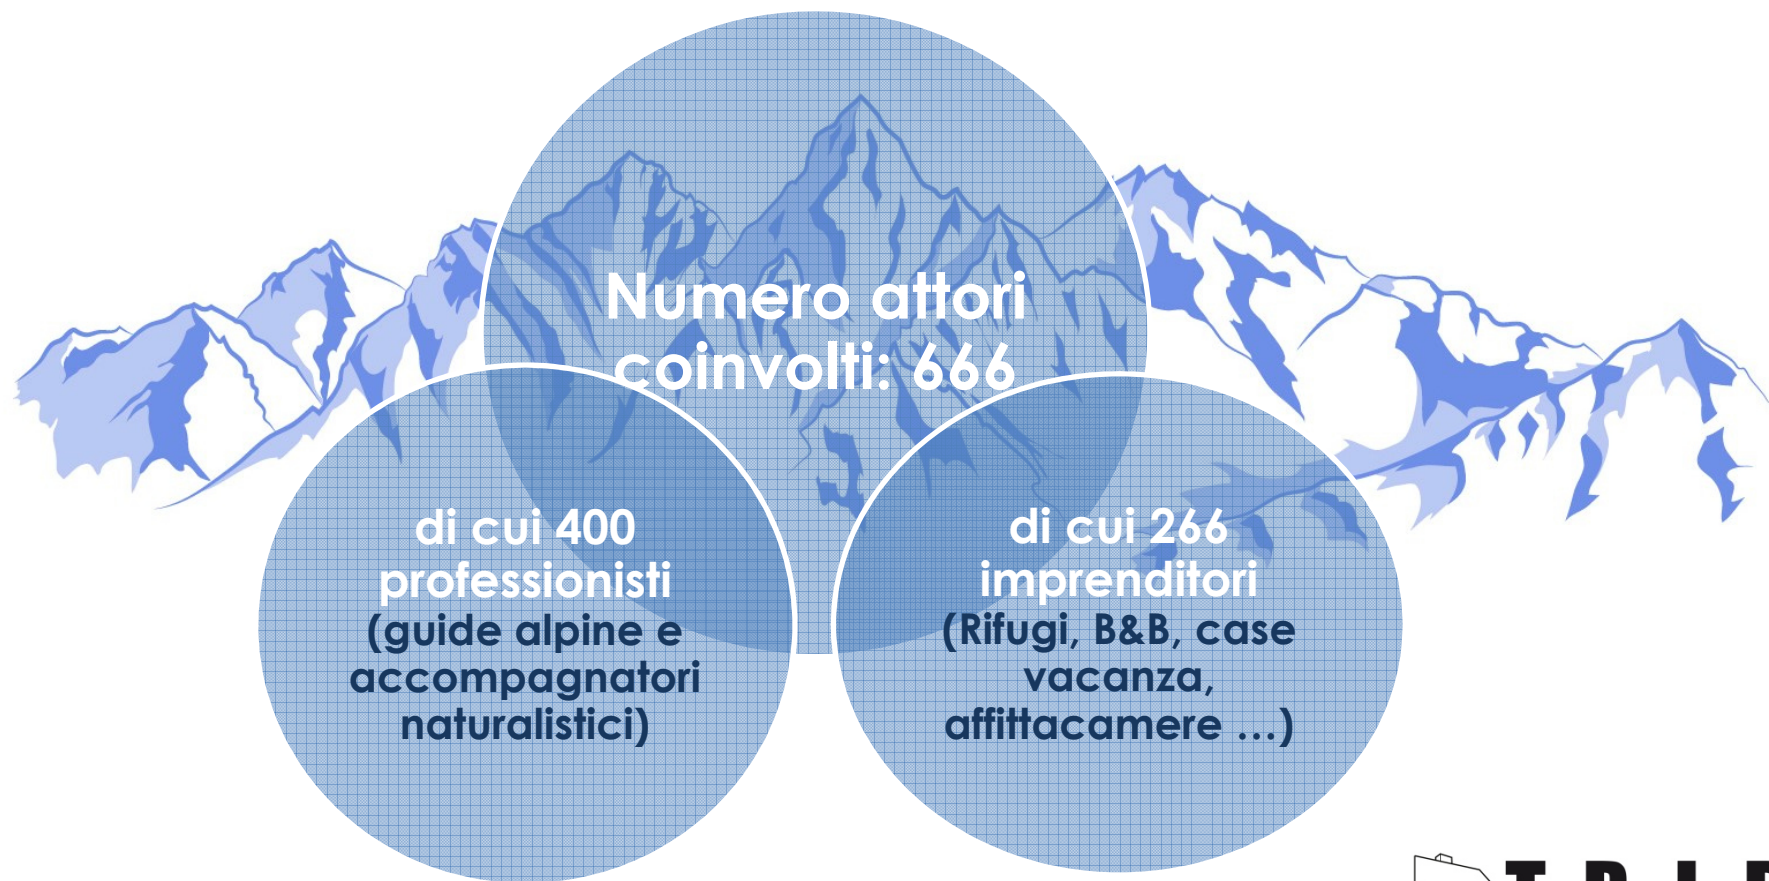 Numero attori
coinvolti: 666
di cui 400
professionisti
(guide alpine e
accompagnatori
naturalistici)
di cui 266
imprenditori
(Rifugi, B&B, case
vacanza,
affittacamere ...)